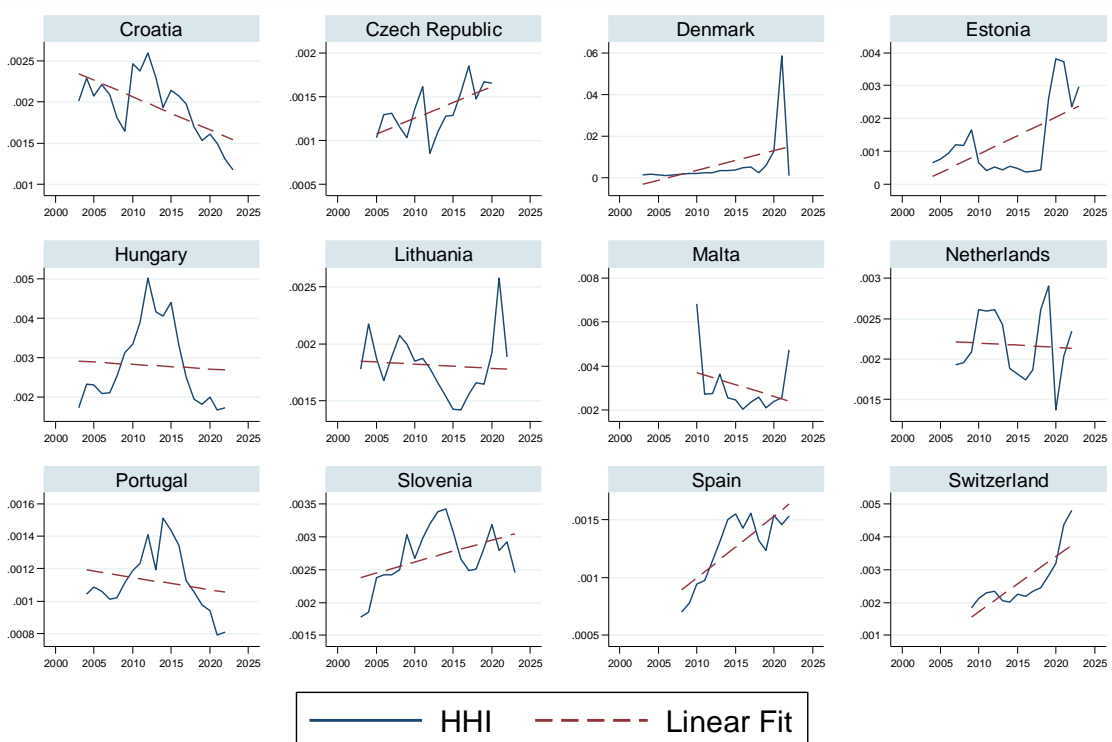 Croatia
.0025
.002
.0015
.001
2000 2005 2010 2015 2020 2025
Czech Republic
.002
.0015
.001
.0005
2000 2005 2010 2015 2020 2025
Denmark
.06
.04
.02
0
2000 2005 2010 2015 2020 2025
Estonia
.004
.003
.002
.001
0
2000 2005 2010 2015 2020 2025
Hungary
.005
.004
.003
.002
2000 2005 2010 2015 2020 2025
Lithuania
.0025
.002
.0015
2000 2005 2010 2015 2020 2025
Malta
.008
.006
.004
.002
2000 2005 2010 2015 2020 2025
Netherlands
.003
.0025
.002
.0015
2000 2005 2010 2015 2020 2025
Portugal
.0016
.0014
.0012
.001
.0008
2000 2005 2010 2015 2020 2025
Slovenia
.0035
.003
.0025
.002
.0015
2000 2005 2010 2015 2020 2025
Spain
.0015
.001
.0005
2000 2005 2010 2015 2020 2025
Switzerland
.005
.004
.003
.002
.001
2000 2005 2010 2015 2020 2025
HHI Linear Fit